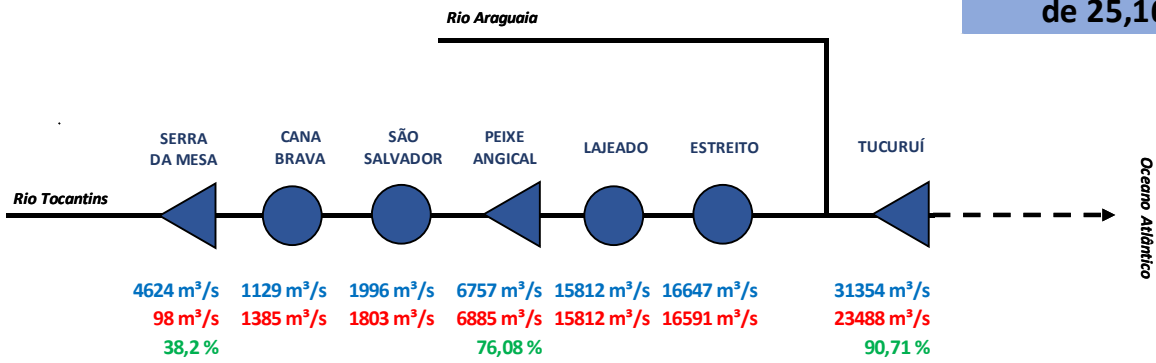 de 25,16
Rio Araguaia
SERRA
DA MESA
CANA
BRAVA
SÃO
SALVADOR
PEIXE
ANGICAL
LAJEADO
ESTREITO
TUCURUÍ
Rio Tocantins
Oceano Atlântico
4624 m³/s 1129 m³/s 1996 m³/s 6757 m³/s 15812 m³/s 16647 m³/s 31354 m³/s
98 m³/s 1385 m³/s 1803 m³/s 6885 m³/s 15812 m³/s 16591 m³/s 23488 m³/s
38,2 % 76,08 % 90,71 %